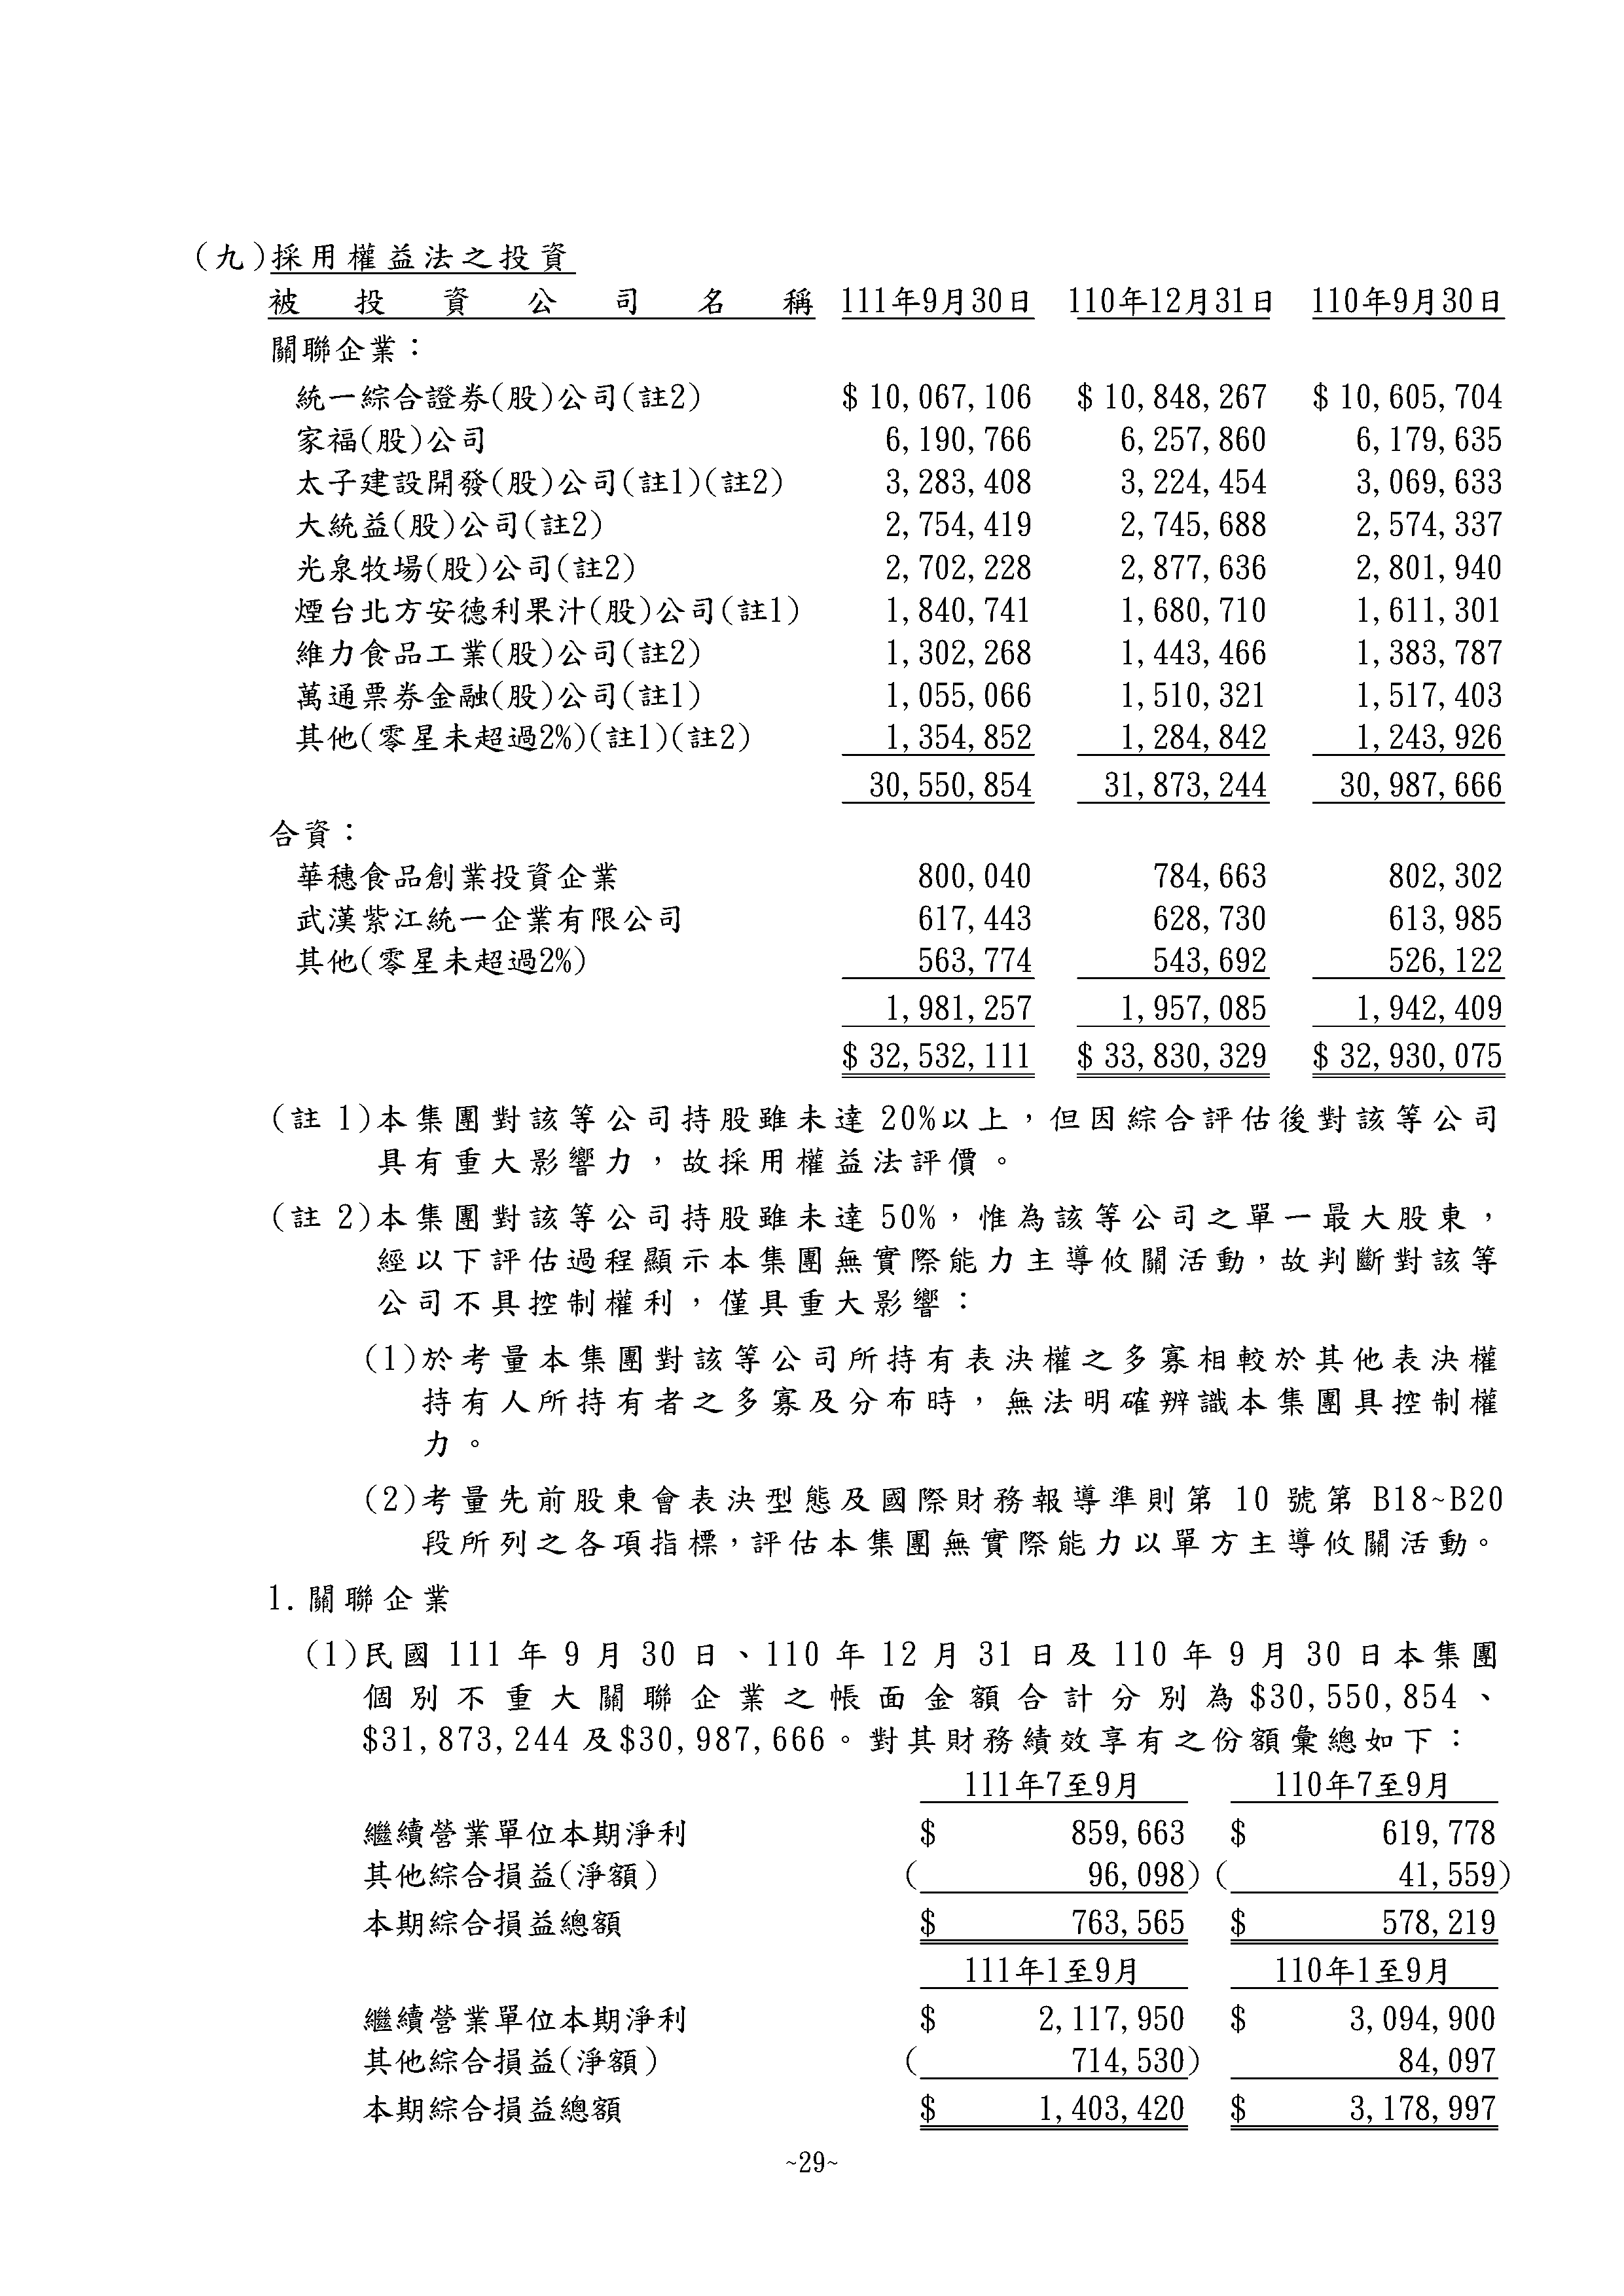 (九)採用權益法之投資
被投資公司名稱 111年9月30日 110年12月31日 110年9月30日
關聯企業：
統一綜合證券(股)公司(註2) $ 10,067,106 $ 10,848,267 $ 10,605,704
家福(股)公司 6,190,766 6,257,860 6,179,635
太子建設開發(股)公司(註1)(註2) 3,283,408 3,224,454 3,069,633
大統益(股)公司(註2) 2,754,419 2,745,688 2,574,337
光泉牧場(股)公司(註2) 2,702,228 2,877,636 2,801,940
煙台北方安德利果汁(股)公司(註1) 1,840,741 1,680,710 1,611,301
維力食品工業(股)公司(註2) 1,302,268 1,443,466 1,383,787
萬通票券金融(股)公司(註1) 1,055,066 1,510,321 1,517,403
其他(零星未超過2%)(註1)(註2) 1,354,852 1,284,842 1,243,926
30,550,854 31,873,244 30,987,666
合資：
華穗食品創業投資企業 800,040 784,663 802,302
武漢紫江統一企業有限公司 617,443 628,730 613,985
其他(零星未超過2%) 563,774 543,692 526,122
1,981,257 1,957,085 1,942,409
$ 32,532,111 $ 33,830,329 $ 32,930,075
(註 1)本集團對該等公司持股雖未達 20%以上，但因綜合評估後對該等公司
具有重大影響力，故採用權益法評價。
(註 2)本集團對該等公司持股雖未達 50%，惟為該等公司之單一最大股東，
經以下評估過程顯示本集團無實際能力主導攸關活動，故判斷對該等
公司不具控制權利，僅具重大影響：
(1)於考量本集團對該等公司所持有表決權之多寡相較於其他表決權
持有人所持有者之多寡及分布時，無法明確辨識本集團具控制權
力。
(2)考量先前股東會表決型態及國際財務報導準則第 10 號第 B18~B20
段所列之各項指標，評估本集團無實際能力以單方主導攸關活動。
1.關聯企業
(1)民國 111 年 9 月 30 日、110 年 12 月 31 日及 110 年 9 月 30 日本集團
個別不重大關聯企業之帳面金額合計分別為$30,550,854、
$31,873,244 及$30,987,666。對其財務績效享有之份額彙總如下：
111年7至9月 110年7至9月
繼續營業單位本期淨利 $ 859,663 $ 619,778
其他綜合損益(淨額) ( 96,098) ( 41,559)
本期綜合損益總額 $ 763,565 $ 578,219
111年1至9月 110年1至9月
繼續營業單位本期淨利 $ 2,117,950 $ 3,094,900
其他綜合損益(淨額) ( 714,530) 84,097
本期綜合損益總額 $ 1,403,420 $ 3,178,997
~29~